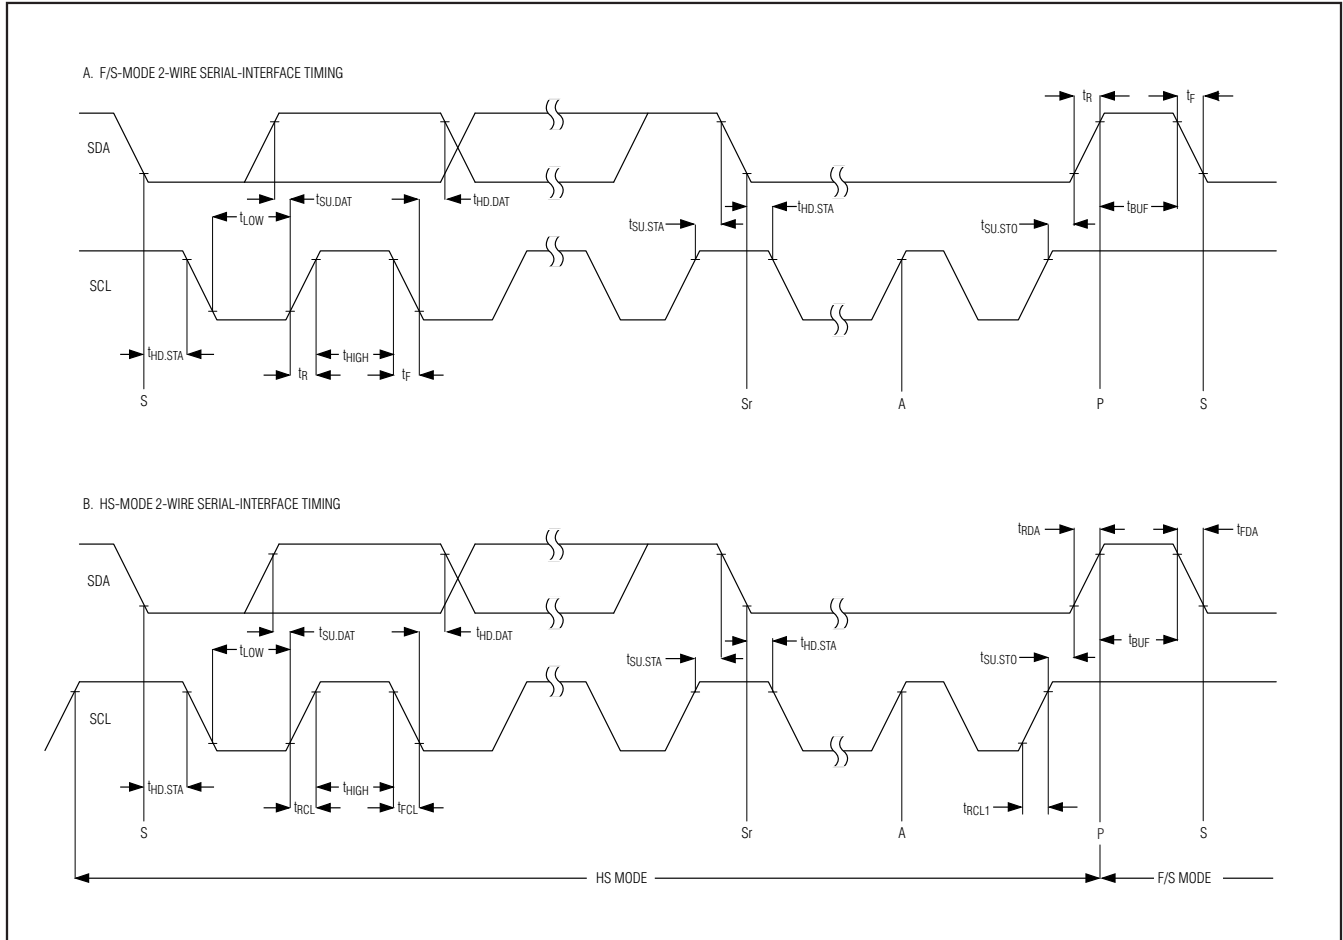 A. F/S-MODE 2-WIRE SERIAL-INTERFACE TIMING
tR
tF
SDA
tSU.DAT
tHD.DAT
tLOW
tSU.STA
tHD.STA
tSU.STO
tBUF
SCL
tHD.STA
tR
tHIGH
tF
S
Sr
A
P
S
B. HS-MODE 2-WIRE SERIAL-INTERFACE TIMING
tRDA
tFDA
SDA
tSU.DAT
tHD.DAT
tLOW
tSU.STA
tHD.STA
tSU.STO
tBUF
SCL
tHD.STA
tRCL
tHIGH
tFCL
tRCL1
S
Sr
A
P
S
HS MODE
F/S MODE